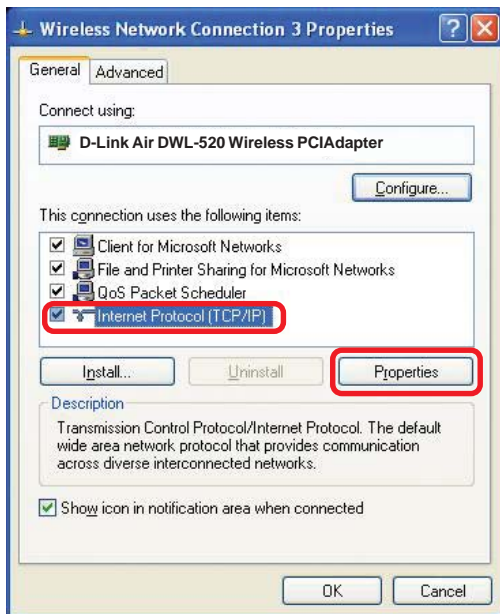 Wireless Network Connection 3 Properties
General Advanced
Connect using:
D-Link Air DWL-520 Wireless PCIAdapter
Configure...
This connection uses the following items:
Client for Microsoft Networks
File and Printer Sharing for Microsoft Networks
QoS Packet Scheduler
Internet Protocol (TCP/IP)
Install... Uninstall Properties
Description
Transmission Control Protocol/Internet Protocol. The default
wide area network protocol that provides communication
across diverse interconnected networks.
Show icon in notification area when connected
OK Cancel